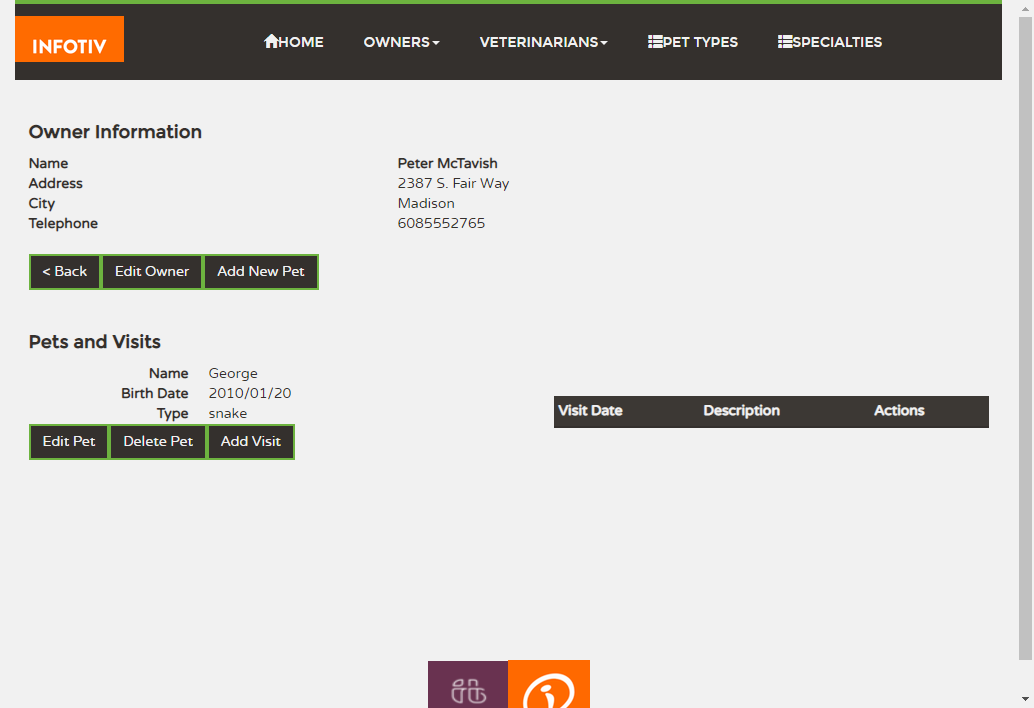 INFOTIV
HOME OWNERS VETERINARIANS PET TYPES SPECIALTIES
Owner Information
Name Peter McTavish
Address 2387 S. Fair Way
City Madison
Telephone 6085552765
< Back Edit Owner Add New Pet
Pets and Visits
Name George
Birth Date 2010/01/20
Type snake
Visit Date Description Actions
Edit Pet Delete Pet Add Visit